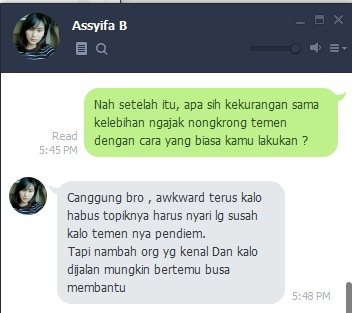 Assyifa B
Nah setelah itu, apa sih kekurangan sama
kelebihan ngajak nongkrong temen
dengan cara yang biasa kamu lakukan ?
Read
5:45 PM
Canggung bro , awkward terus kalo
habus topiknya harus nyari lg susah
kalo temen nya pendiem.
Tapi nambah org yg kenal Dan kalo
dijalan mungkin bertemu busa
membantu
5:48 PM